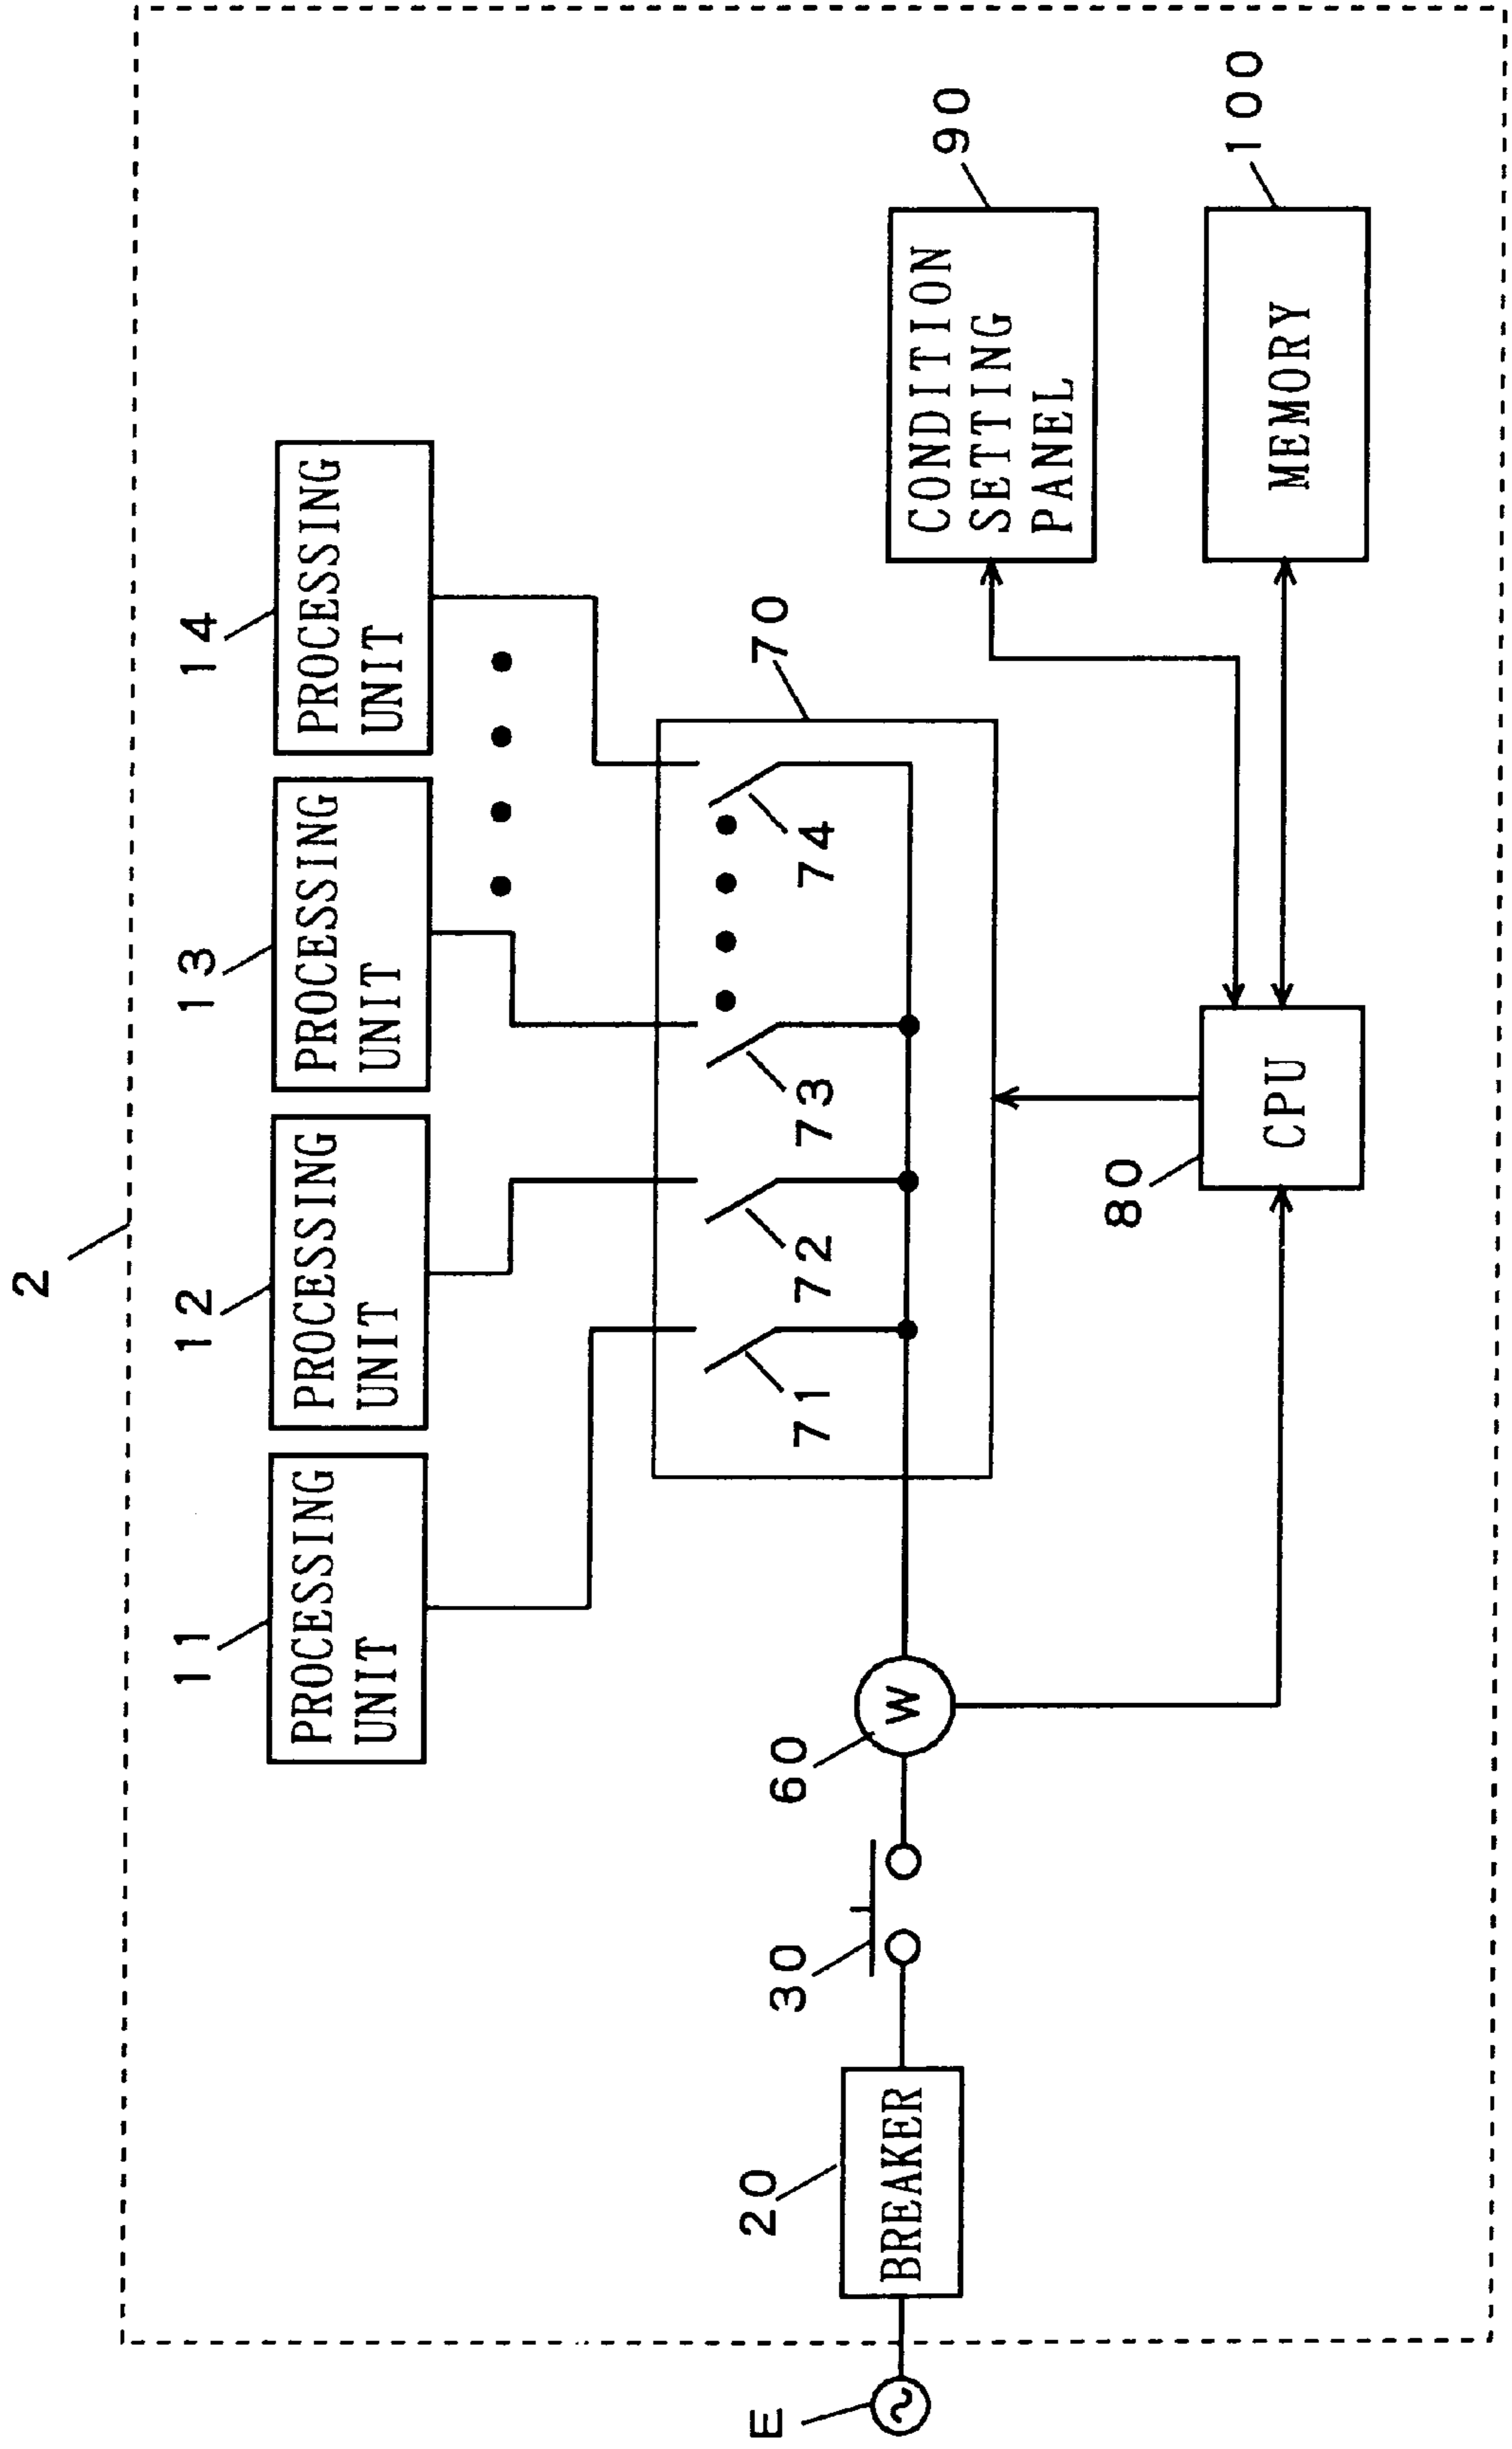 2
11
PROCESSING
UNIT
12
PROCESSING
UNIT
13
PROCESSING
UNIT
14
PROCESSING
UNIT
70
71
72
73
74
E
20
BREAKER
30
60
W
80
CPU
90
CONDITION
SETTING
PANEL
100
MEMORY